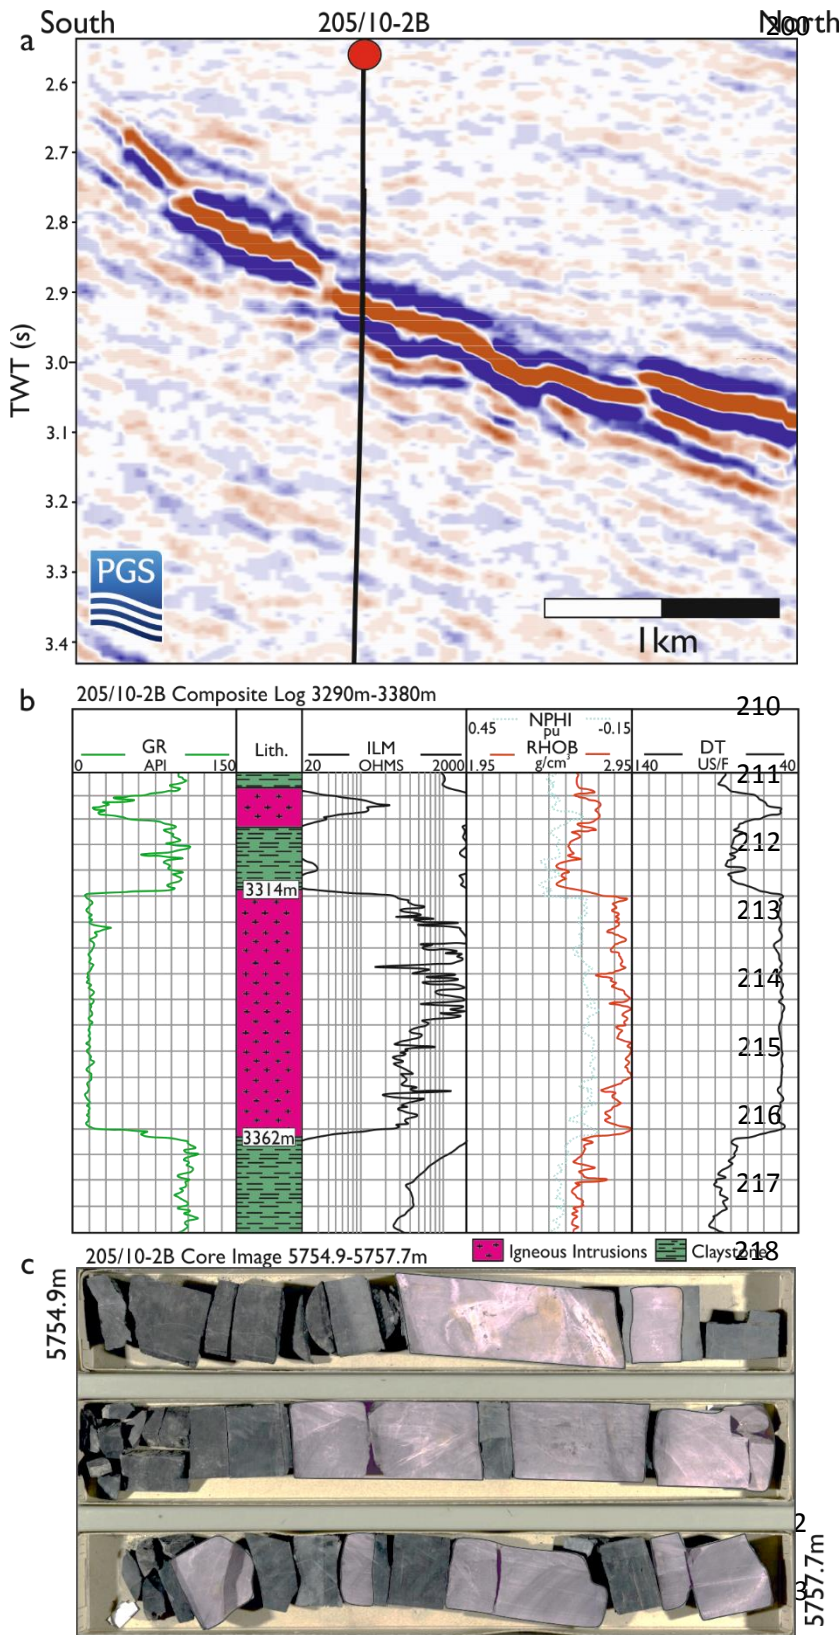 South 205/10-2B North
200
a
2.6
2.7
2.8
2.9
3.0
3.1
3.2
3.3
3.4
TWT (s)
PGS
1km
b 205/10-2B Composite Log 3290m-3380m
210
GR
0 API 150
Lith.
ILM
20 OHMS 2000
NPHI
0.45 pu -0.15
RHOB
1.95 g/cm³ 2.95
DT
140 US/F 40
211
212
3314m
213
214
215
216
3362m
217
Igneous Intrusions Claystone
218
c 205/10-2B Core Image 5754.9-5757.7m
5754.9m
2
3
5757.7m